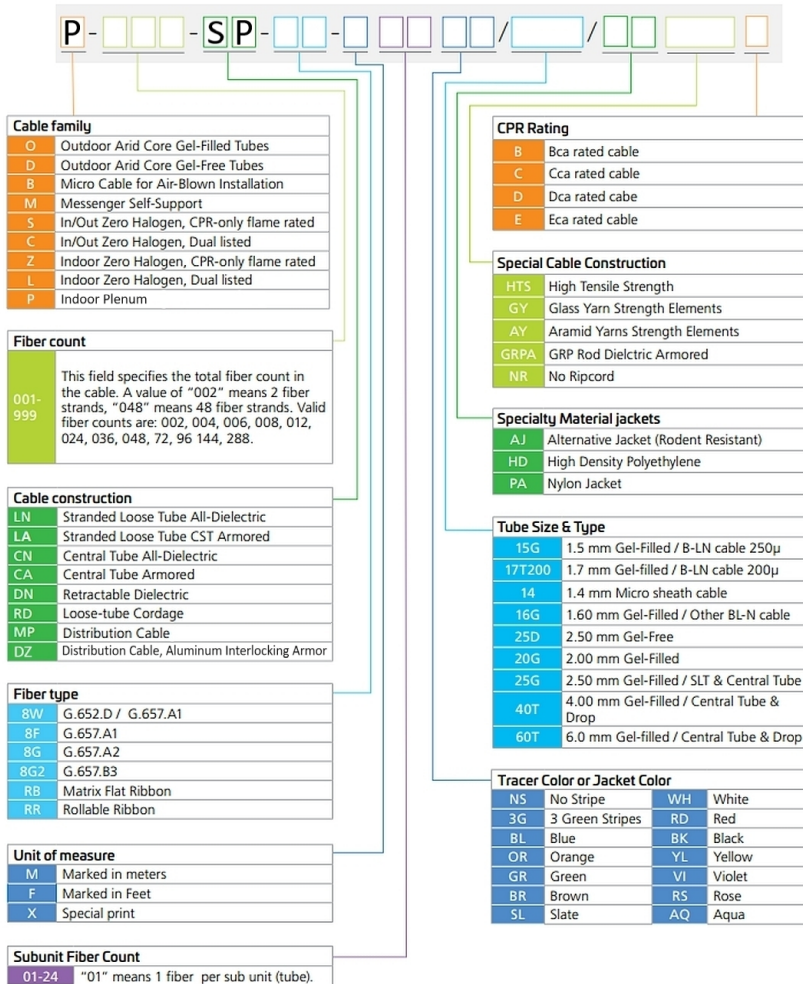 P - - SP - - / /
Cable family
O Outdoor Arid Core Gel-Filled Tubes
D Outdoor Arid Core Gel-Free Tubes
B Micro Cable for Air-Blown Installation
M Messenger Self-Support
S In/Out Zero Halogen, CPR-only flame rated
C In/Out Zero Halogen, Dual listed
Z Indoor Zero Halogen, CPR-only flame rated
L Indoor Zero Halogen, Dual listed
P Indoor Plenum
Fiber count
001-
999
This field specifies the total fiber count in
the cable. A value of “002” means 2 fiber
strands, “048” means 48 fiber strands. Valid
fiber counts are: 002, 004, 006, 008, 012,
024, 036, 048, 72, 96 144, 288.
Cable construction
LN Stranded Loose Tube All-Dielectric
LA Stranded Loose Tube CST Armored
CN Central Tube All-Dielectric
CA Central Tube Armored
DN Retractable Dielectric
RD Loose-tube Cordage
MP Distribution Cable
DZ Distribution Cable, Aluminum Interlocking Armor
Fiber type
8W G.652.D / G.657.A1
8F G.657.A1
8G G.657.A2
8G2 G.657.B3
RB Matrix Flat Ribbon
RR Rollable Ribbon
Unit of measure
M Marked in meters
F Marked in Feet
X Special print
Subunit Fiber Count
01-24 “01” means 1 fiber per sub unit (tube).
CPR Rating
B Bca rated cable
C Cca rated cable
D Dca rated cabe
E Eca rated cable
Special Cable Construction
HTS High Tensile Strength
GY Glass Yarn Strength Elements
AY Aramid Yarns Strength Elements
GRPA GRP Rod Dielctric Armored
NR No Ripcord
Specialty Material jackets
AJ Alternative Jacket (Rodent Resistant)
HD High Density Polyethylene
PA Nylon Jacket
Tube Size & Type
15G 1.5 mm Gel-Filled / B-LN cable 250µ
17T200 1.7 mm Gel-filled / B-LN cable 200µ
14 1.4 mm Micro sheath cable
16G 1.60 mm Gel-Filled / Other BL-N cable
25D 2.50 mm Gel-Free
20G 2.00 mm Gel-Filled
25G 2.50 mm Gel-Filled / SLT & Central Tube
40T 4.00 mm Gel-Filled / Central Tube &
Drop
60T 6.0 mm Gel-filled / Central Tube & Drop
Tracer Color or Jacket Color
NS No Stripe WH White
3G 3 Green Stripes RD Red
BL Blue BK Black
OR Orange YL Yellow
GR Green VI Violet
BR Brown RS Rose
SL Slate AQ Aqua